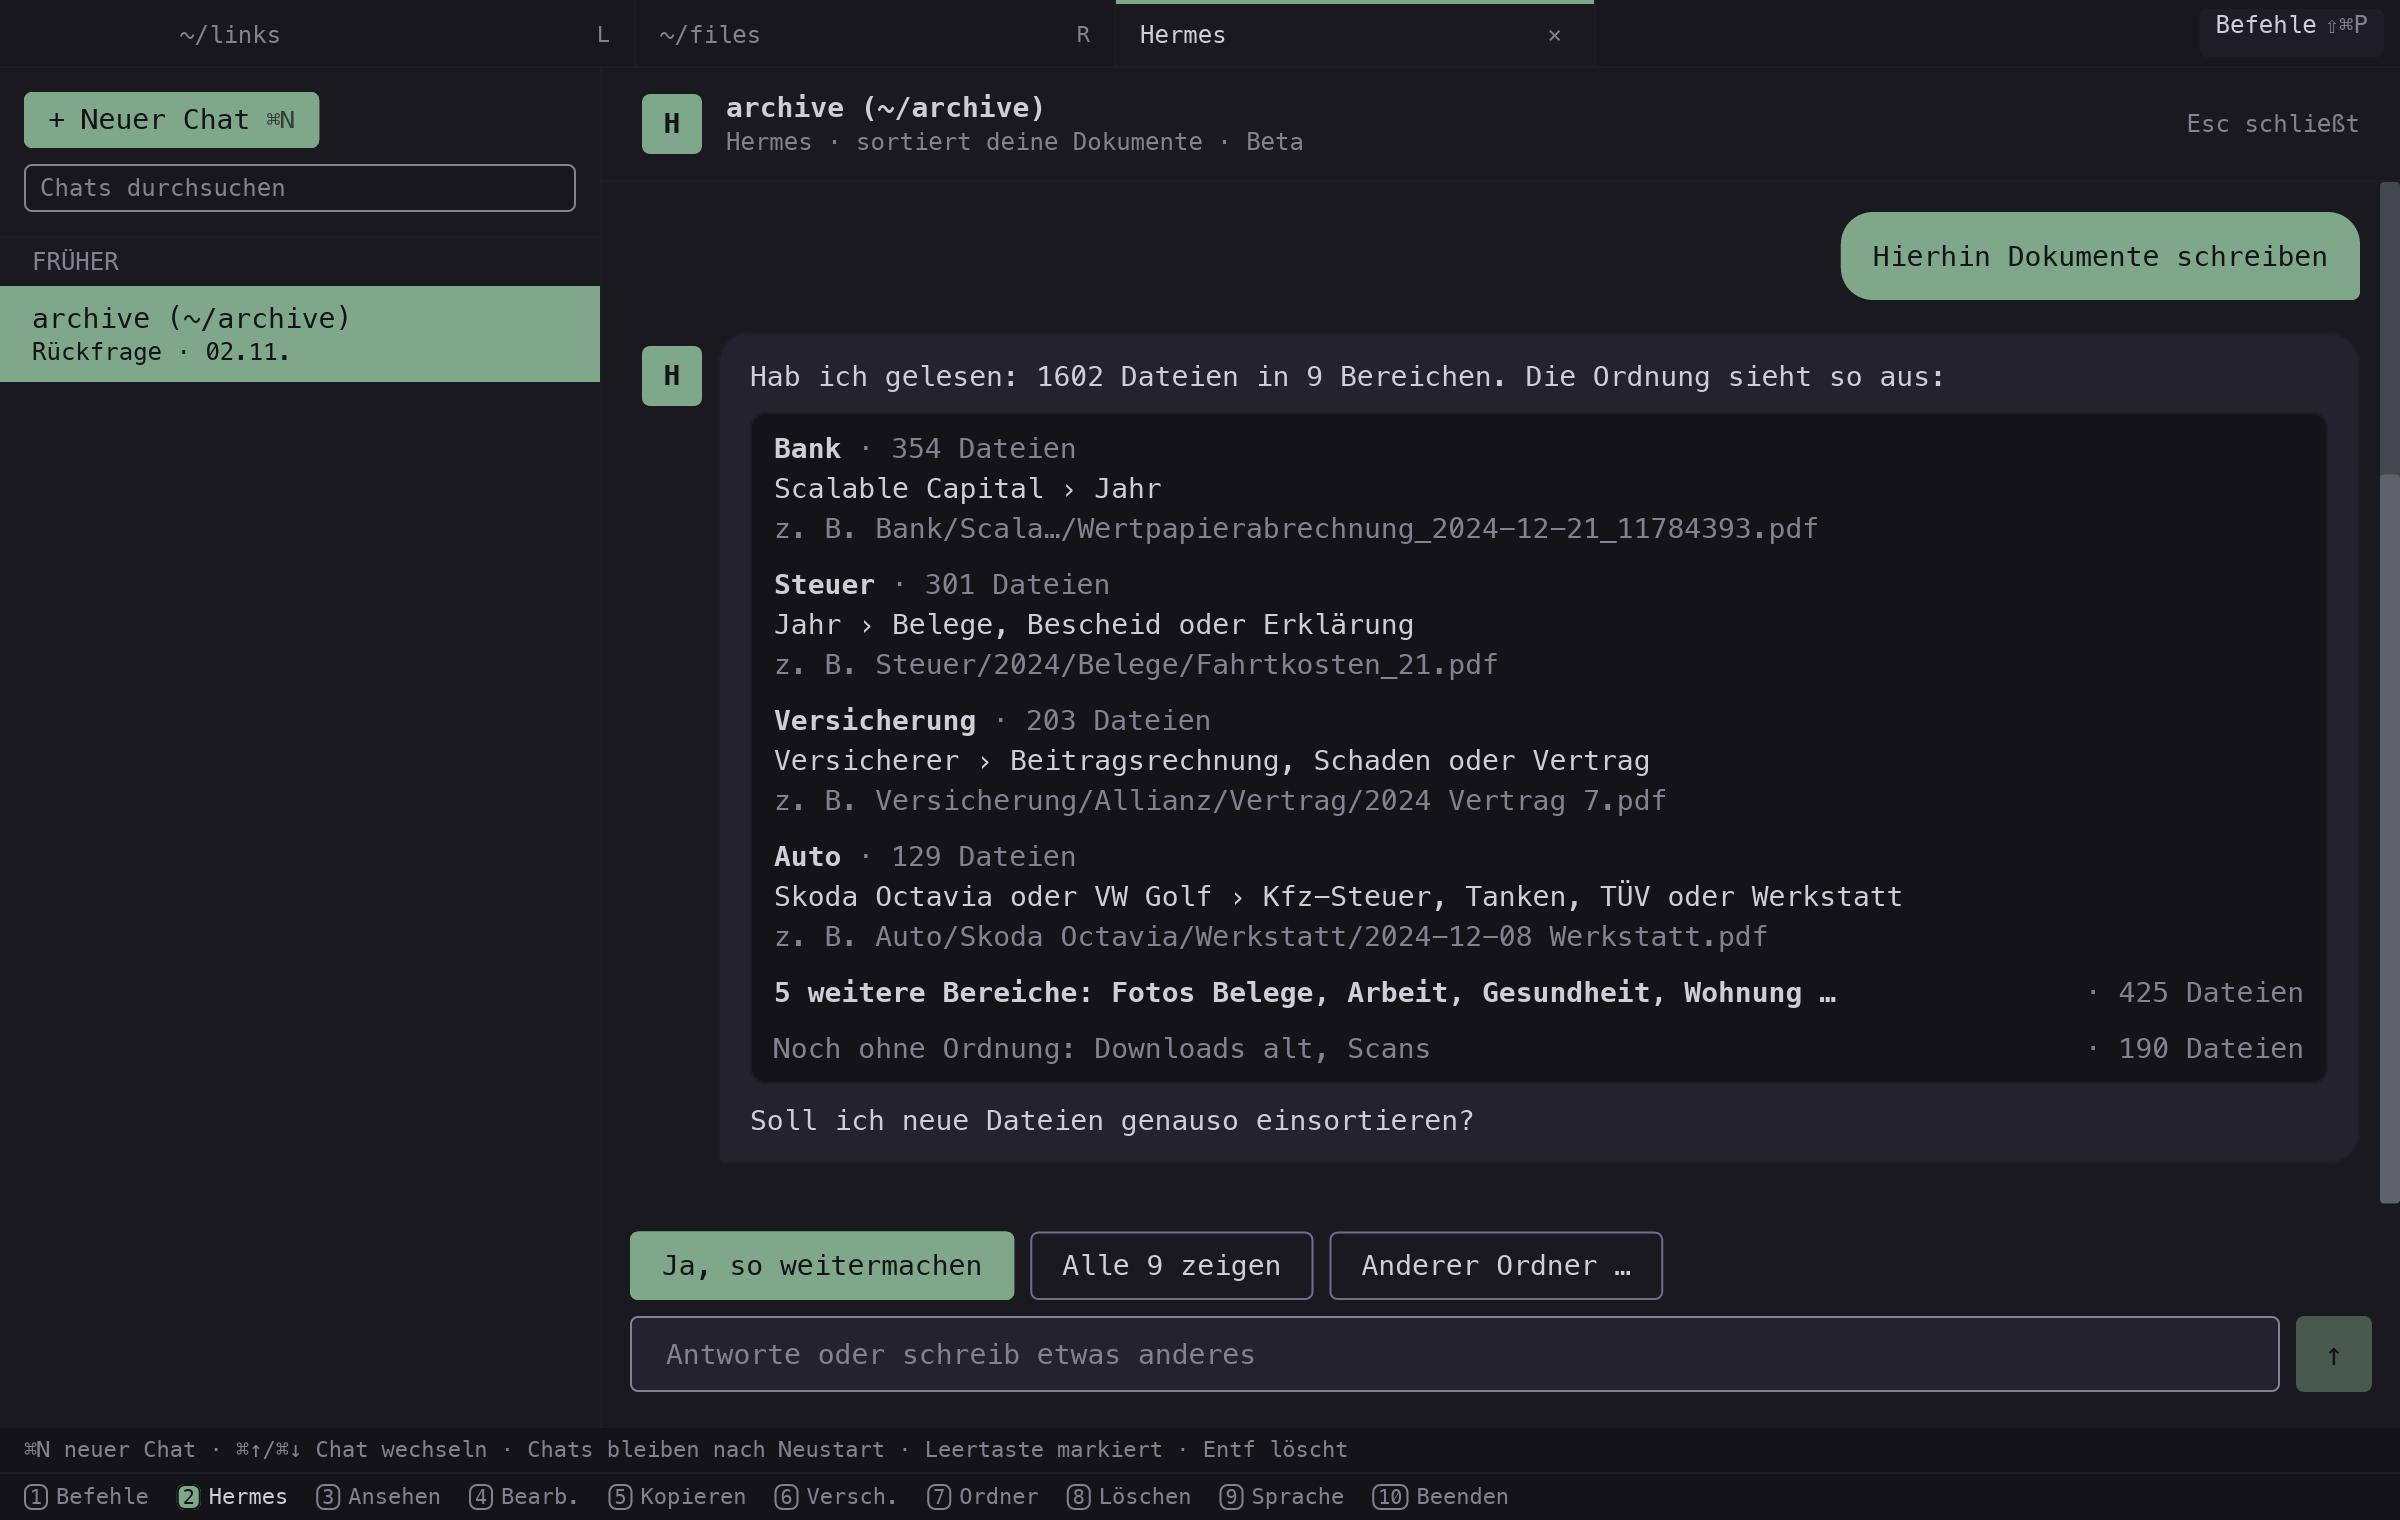 ~/links L ~/files R Hermes × Befehle ⇧⌘P
+ Neuer Chat ⌘N
Chats durchsuchen
FRÜHER
archive (~/archive)
Rückfrage · 02.11.
H
archive (~/archive)
Hermes · sortiert deine Dokumente · Beta
Esc schließt
Hierhin Dokumente schreiben
H
Hab ich gelesen: 1602 Dateien in 9 Bereichen. Die Ordnung sieht so aus:
Bank · 354 Dateien
Scalable Capital › Jahr
z. B. Bank/Scala…/Wertpapierabrechnung_2024-12-21_11784393.pdf
Steuer · 301 Dateien
Jahr › Belege, Bescheid oder Erklärung
z. B. Steuer/2024/Belege/Fahrtkosten_21.pdf
Versicherung · 203 Dateien
Versicherer › Beitragsrechnung, Schaden oder Vertrag
z. B. Versicherung/Allianz/Vertrag/2024 Vertrag 7.pdf
Auto · 129 Dateien
Skoda Octavia oder VW Golf › Kfz-Steuer, Tanken, TÜV oder Werkstatt
z. B. Auto/Skoda Octavia/Werkstatt/2024-12-08 Werkstatt.pdf
5 weitere Bereiche: Fotos Belege, Arbeit, Gesundheit, Wohnung … · 425 Dateien
Noch ohne Ordnung: Downloads alt, Scans · 190 Dateien
Soll ich neue Dateien genauso einsortieren?
Ja, so weitermachen Alle 9 zeigen Anderer Ordner …
Antworte oder schreib etwas anderes ↑
⌘N neuer Chat · ⌘↑/⌘↓ Chat wechseln · Chats bleiben nach Neustart · Leertaste markiert · Entf löscht
1 Befehle 2 Hermes 3 Ansehen 4 Bearb. 5 Kopieren 6 Versch. 7 Ordner 8 Löschen 9 Sprache 10 Beenden